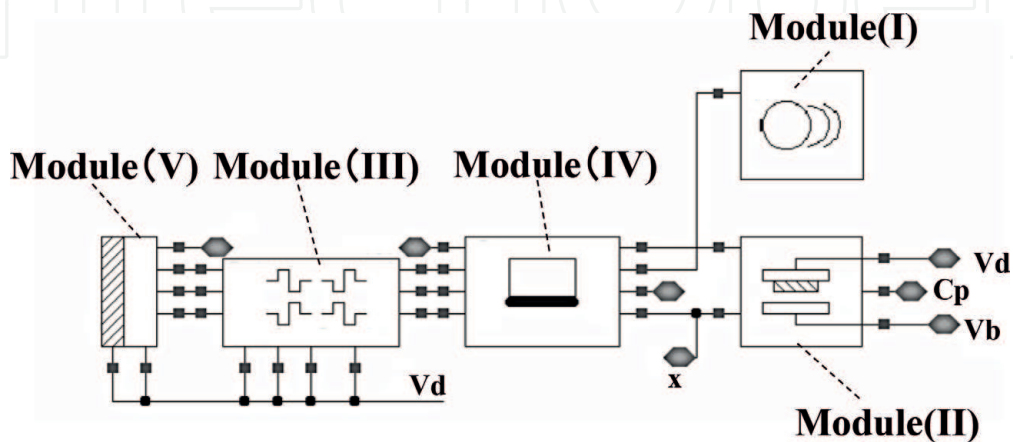 Module(I)
Module(V)
Module(III)
Module(IV)
Vd
Cp
Vb
x
Vd
Module(II)